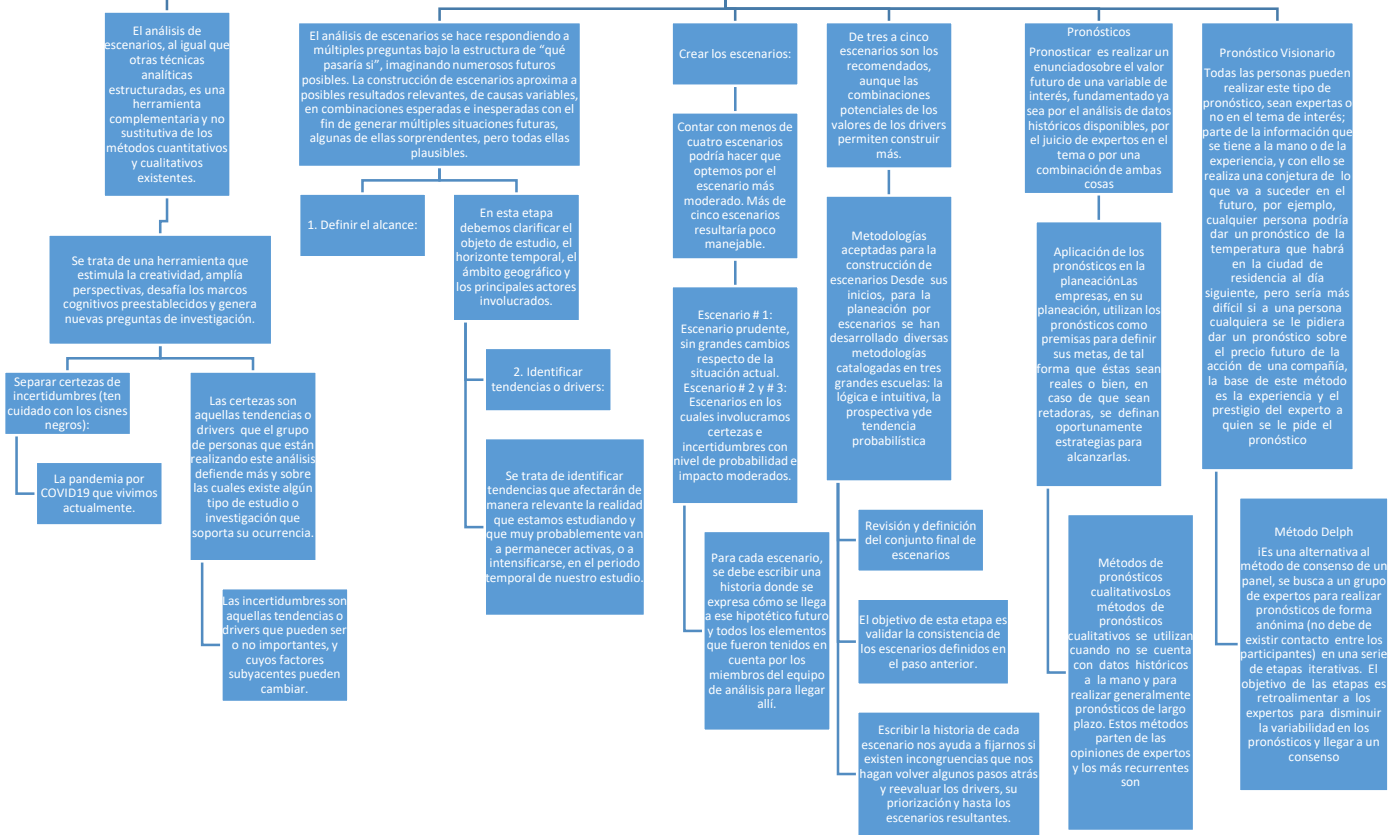 El análisis de
escenarios, al igual que
otras técnicas
analíticas
estructuradas, es una
herramienta
complementaria y no
sustitutiva de los
métodos cuantitativos
y cualitativos
existentes.
Se trata de una herramienta que
estimula la creatividad, amplía
perspectivas, desafía los marcos
cognitivos preestablecidos y genera
nuevas preguntas de investigación.
Separar certezas de
incertidumbres (ten
cuidado con los cisnes
negros):
La pandemia por
COVID19 que vivimos
actualmente.
Las certezas son
aquellas tendencias o
drivers que el grupo
de personas que están
realizando este análisis
defiende más y sobre
las cuales existe algún
tipo de estudio o
investigación que
soporta su ocurrencia.
Las incertidumbres son
aquellas tendencias o
drivers que pueden ser
o no importantes, y
cuyos factores
subyacentes pueden
cambiar.
El análisis de escenarios se hace respondiendo a
múltiples preguntas bajo la estructura de “qué
pasaría si”, imaginando numerosos futuros
posibles. La construcción de escenarios aproxima a
posibles resultados relevantes, de causas variables,
en combinaciones esperadas e inesperadas con el
fin de generar múltiples situaciones futuras,
algunas de ellas sorprendentes, pero todas ellas
plausibles.
1. Definir el alcance:
En esta etapa
debemos clarificar el
objeto de estudio, el
horizonte temporal, el
ámbito geográfico y
los principales actores
involucrados.
2. Identificar
tendencias o drivers:
Se trata de identificar
tendencias que afectarán de
manera relevante la realidad
que estamos estudiando y
que muy probablemente van
a permanecer activas, o a
intensificarse, en el periodo
temporal de nuestro estudio.
Crear los escenarios:
Contar con menos de
cuatro escenarios
podría hacer que
optemos por el
escenario más
moderado. Más de
cinco escenarios
resultaría poco
manejable.
Escenario # 1:
Escenario prudente,
sin grandes cambios
respecto de la
situación actual.
Escenario # 2 y # 3:
Escenarios en los
cuales involucramos
certezas e
incertidumbres con
nivel de probabilidad e
impacto moderados.
Para cada escenario,
se debe escribir una
historia donde se
expresa cómo se llega
a ese hipotético futuro
y todos los elementos
que fueron tenidos en
cuenta por los
miembros del equipo
de análisis para llegar
allí.
De tres a cinco
escenarios son los
recomendados,
aunque las
combinaciones
potenciales de los
valores de los drivers
permiten construir
más.
Metodologías
aceptadas para la
construcción de
escenarios Desde sus
inicios, para la
planeación por
escenarios se han
desarrollado diversas
metodologías
catalogadas en tres
grandes escuelas: la
lógica e intuitiva, la
prospectiva yde
tendencia
probabilística
Revisión y definición
del conjunto final de
escenarios
El objetivo de esta etapa es
validar la consistencia de
los escenarios definidos en
el paso anterior.
Escribir la historia de cada
escenario nos ayuda a fijarnos si
existen incongruencias que nos
hagan volver algunos pasos atrás
y reevaluar los drivers, su
priorización y hasta los
escenarios resultantes.
Pronósticos
Pronosticar es realizar un
enunciadosobre el valor
futuro de una variable de
interés, fundamentado ya
sea por el análisis de datos
históricos disponibles, por
el juicio de expertos en el
tema o por una
combinación de ambas
cosas
Aplicación de los
pronósticos en la
planeaciónLas
empresas, en su
planeación, utilizan los
pronósticos como
premisas para definir
sus metas, de tal
forma que éstas sean
reales o bien, en
caso de que sean
retadoras, se definan
oportunamente
estrategias para
alcanzarlas.
Métodos de
pronósticos
cualitativosLos
métodos de
pronósticos
cualitativos se utilizan
cuando no se cuenta
con datos históricos
a la mano y para
realizar generalmente
pronósticos de largo
plazo. Estos métodos
parten de las
opiniones de expertos
y los más recurrentes
son
Pronóstico Visionario
Todas las personas pueden
realizar este tipo de
pronóstico, sean expertas o
no en el tema de interés;
parte de la información que
se tiene a la mano o de la
experiencia, y con ello se
realiza una conjetura de lo
que va a suceder en el
futuro, por ejemplo,
cualquier persona podría
dar un pronóstico de la
temperatura que habrá
en la ciudad de
residencia al día
siguiente, pero sería más
difícil si a una persona
cualquiera se le pidiera
dar un pronóstico sobre
el precio futuro de la
acción de una compañía,
la base de este método
es la experiencia y el
prestigio del experto a
quien se le pide el
pronóstico
Método Delph
iEs una alternativa al
método de consenso de un
panel, se busca a un grupo
de expertos para realizar
pronósticos de forma
anónima (no debe de
existir contacto entre los
participantes) en una serie
de etapas iterativas. El
objetivo de las etapas es
retroalimentar a los
expertos para disminuir
la variabilidad en los
pronósticos y llegar a un
consenso